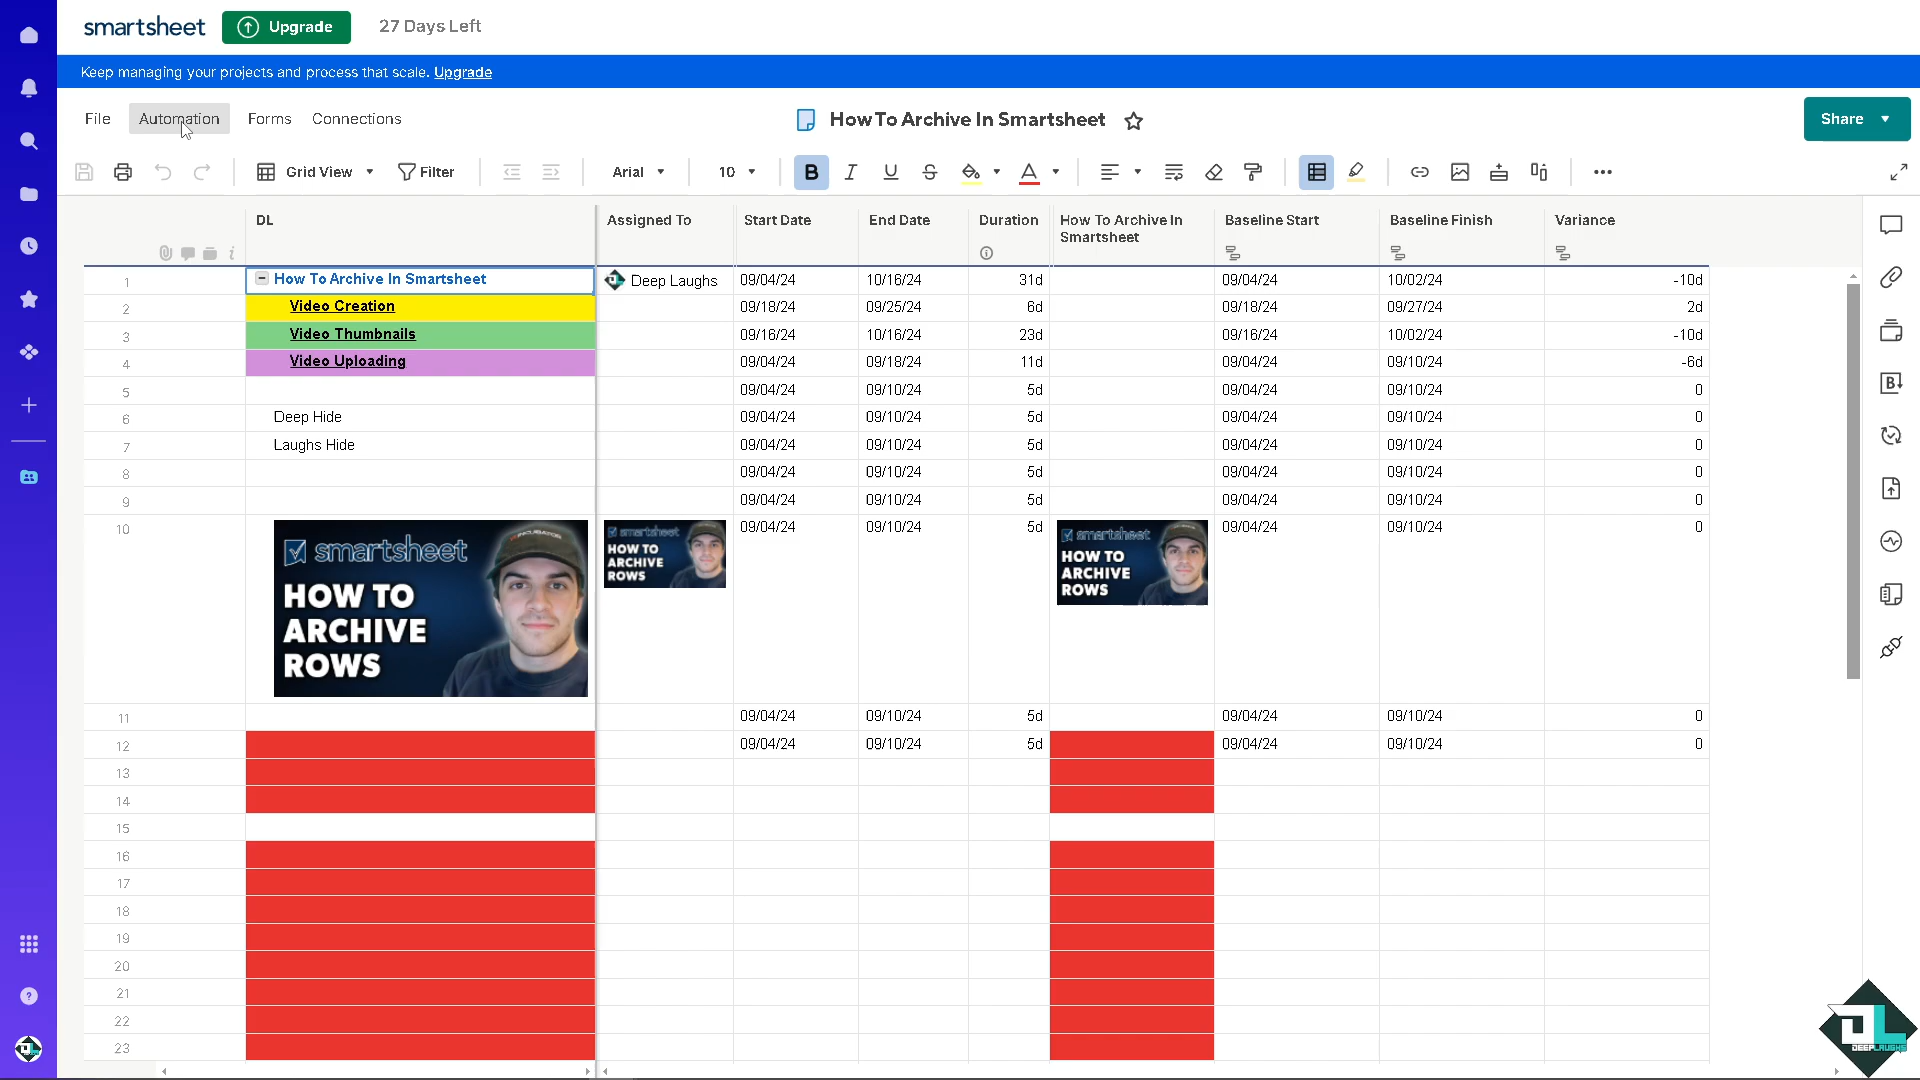 smartsheet Upgrade 27 Days Left
Keep managing your projects and process that scale. Upgrade
File Automation Forms Connections How To Archive In Smartsheet Share
Grid View Filter Arial 10 B I U S A
DL Assigned To Start Date End Date Duration How To Archive In Smartsheet Baseline Start Baseline Finish Variance
1 How To Archive In Smartsheet Deep Laughs 09/04/24 10/16/24 31d 09/04/24 10/02/24 -10d
2 Video Creation 09/18/24 09/25/24 6d 09/18/24 09/27/24 2d
3 Video Thumbnails 09/16/24 10/16/24 23d 09/16/24 10/02/24 -10d
4 Video Uploading 09/04/24 09/18/24 11d 09/04/24 09/10/24 -6d
5 09/04/24 09/10/24 5d 09/04/24 09/10/24 0
6 Deep Hide 09/04/24 09/10/24 5d 09/04/24 09/10/24 0
7 Laughs Hide 09/04/24 09/10/24 5d 09/04/24 09/10/24 0
8 09/04/24 09/10/24 5d 09/04/24 09/10/24 0
9 09/04/24 09/10/24 5d 09/04/24 09/10/24 0
10 09/04/24 09/10/24 5d 09/04/24 09/10/24 0
smartsheet
HOW TO
ARCHIVE
ROWS
smartsheet
HOW TO
ARCHIVE
ROWS
smartsheet
HOW TO
ARCHIVE
ROWS
11 09/04/24 09/10/24 5d 09/04/24 09/10/24 0
12 09/04/24 09/10/24 5d 09/04/24 09/10/24 0
13
14
15
16
17
18
19
20
21
22
23
DL
DEEPLAUGHS